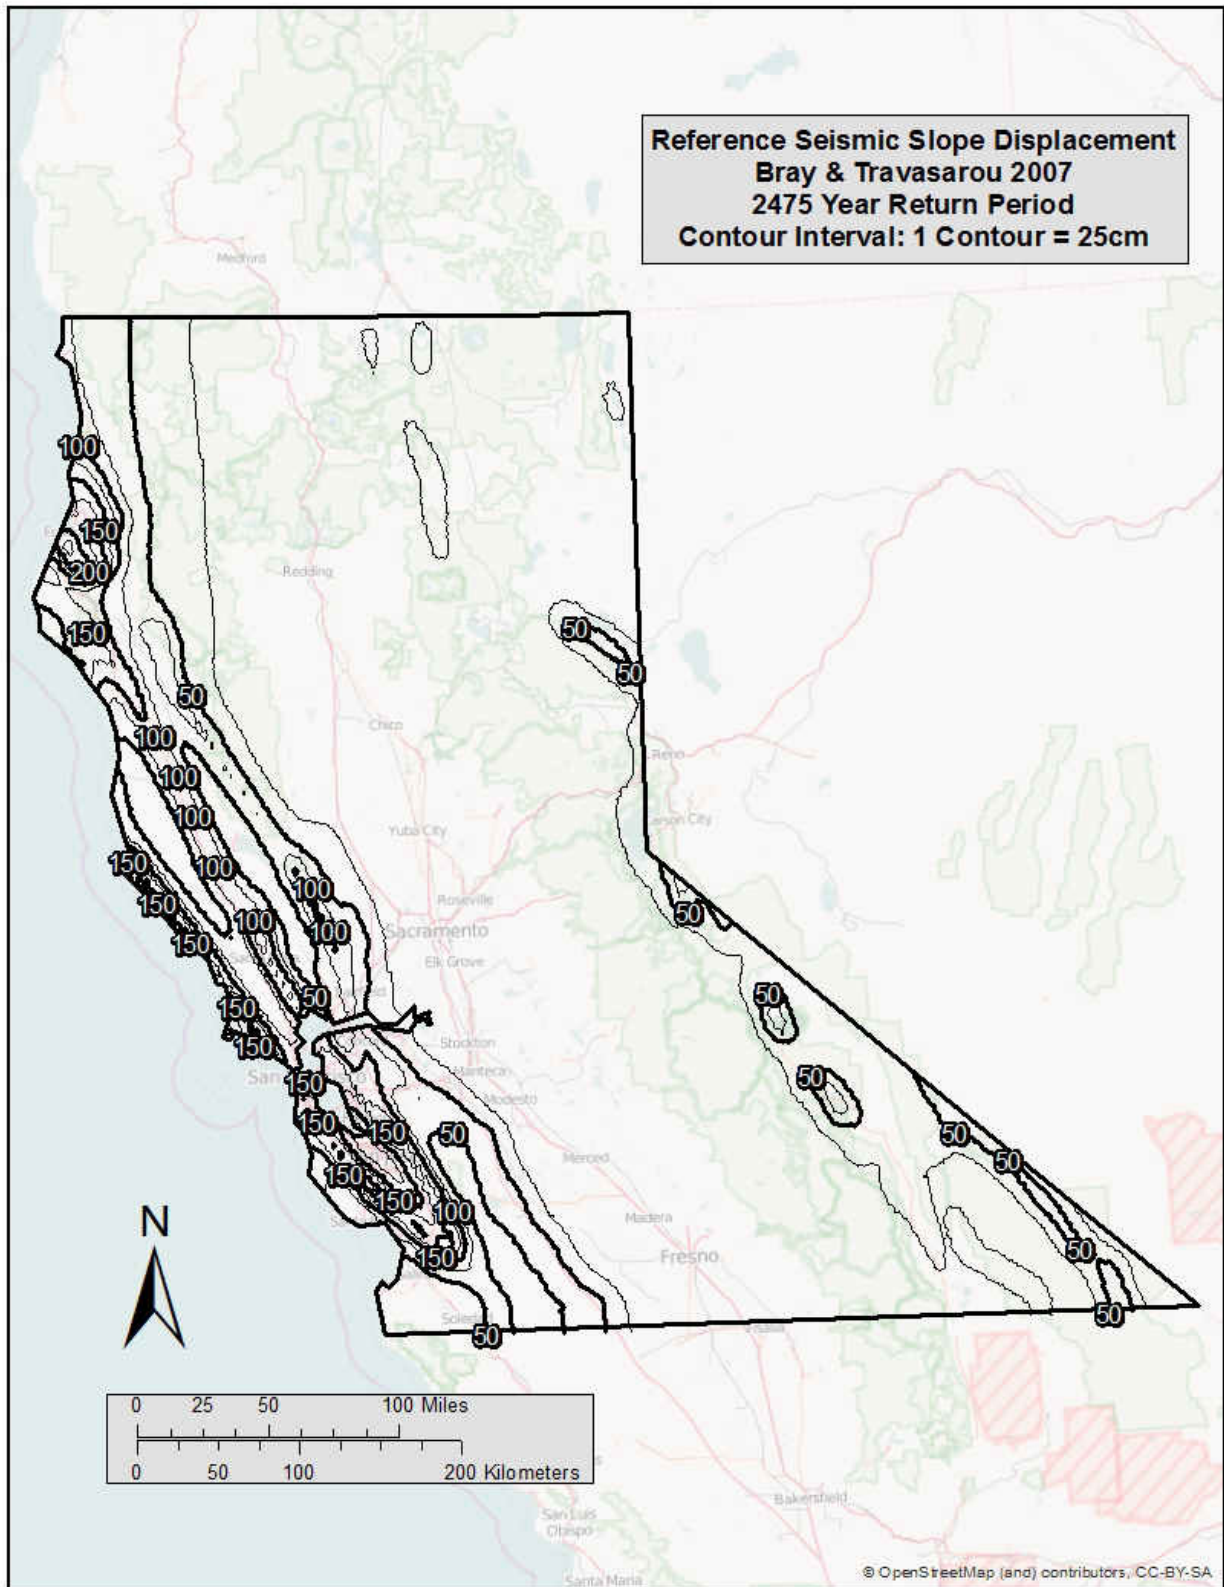 Reference Seismic Slope Displacement
Bray & Travasarou 2007
2475 Year Return Period
Contour Interval: 1 Contour = 25cm
Medford
100
150
200
Redding
50
150
50
50
Chico
100
Reno
100
100
Yuba City
Carson City
150
100
100
Roseville
150
50
100
100
Sacramento
150
Elk Grove
50
50
150
150
Stockton
Manteca
150
50
Modesto
150
150
50
50
Merced
50
150
150
100
N
Madera
Fresno
50
150
Soledad
50
50
Visalia
0 25 50 100 Miles
0 50 100 200 Kilometers
Bakersfield
San Luis
Obispo
Santa Maria
© OpenStreetMap (and) contributors, CC-BY-SA